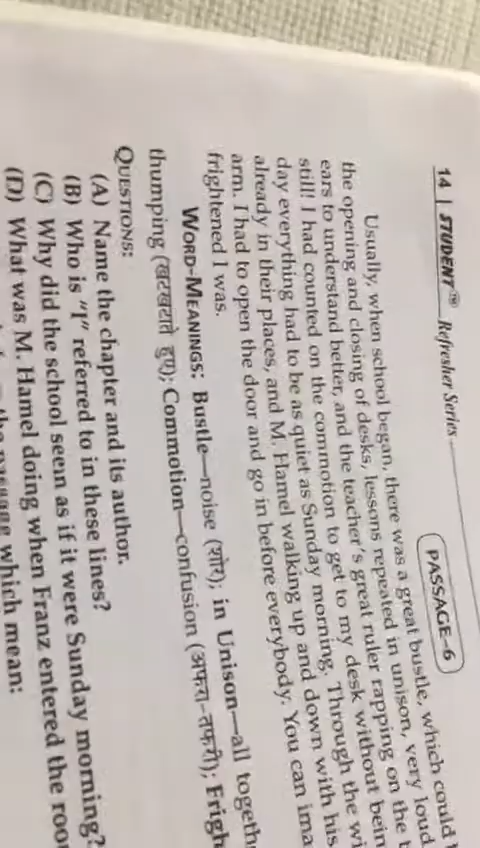 14 | STUDENT Refresher Series
PASSAGE-6
Usually, when school began, there was a great bustle, which could
the opening and closing of desks, lessons repeated in unison, very loud
ears to understand better, and the teacher's great ruler rapping on the
still! I had counted on the commotion to get to my desk without
day everything had to be as quiet as Sunday morning. Through the
already in their places, and M. Hamel walking up and down with his
arm. I had to open the door and go in before everybody. You can
frightened I was.
WORD-MEANINGS: Bustle—noise (शोर); in Unison—all
thumping (खटखटाते हुए); Commotion—confusion (अफरा-तफरी);
QUESTIONS:
(A) Name the chapter and its author.
(B) Who is "I" referred to in these lines?
(C) Why did the school seem as if it were Sunday morning?
(D) What was M. Hamel doing when Franz entered the
which mean: